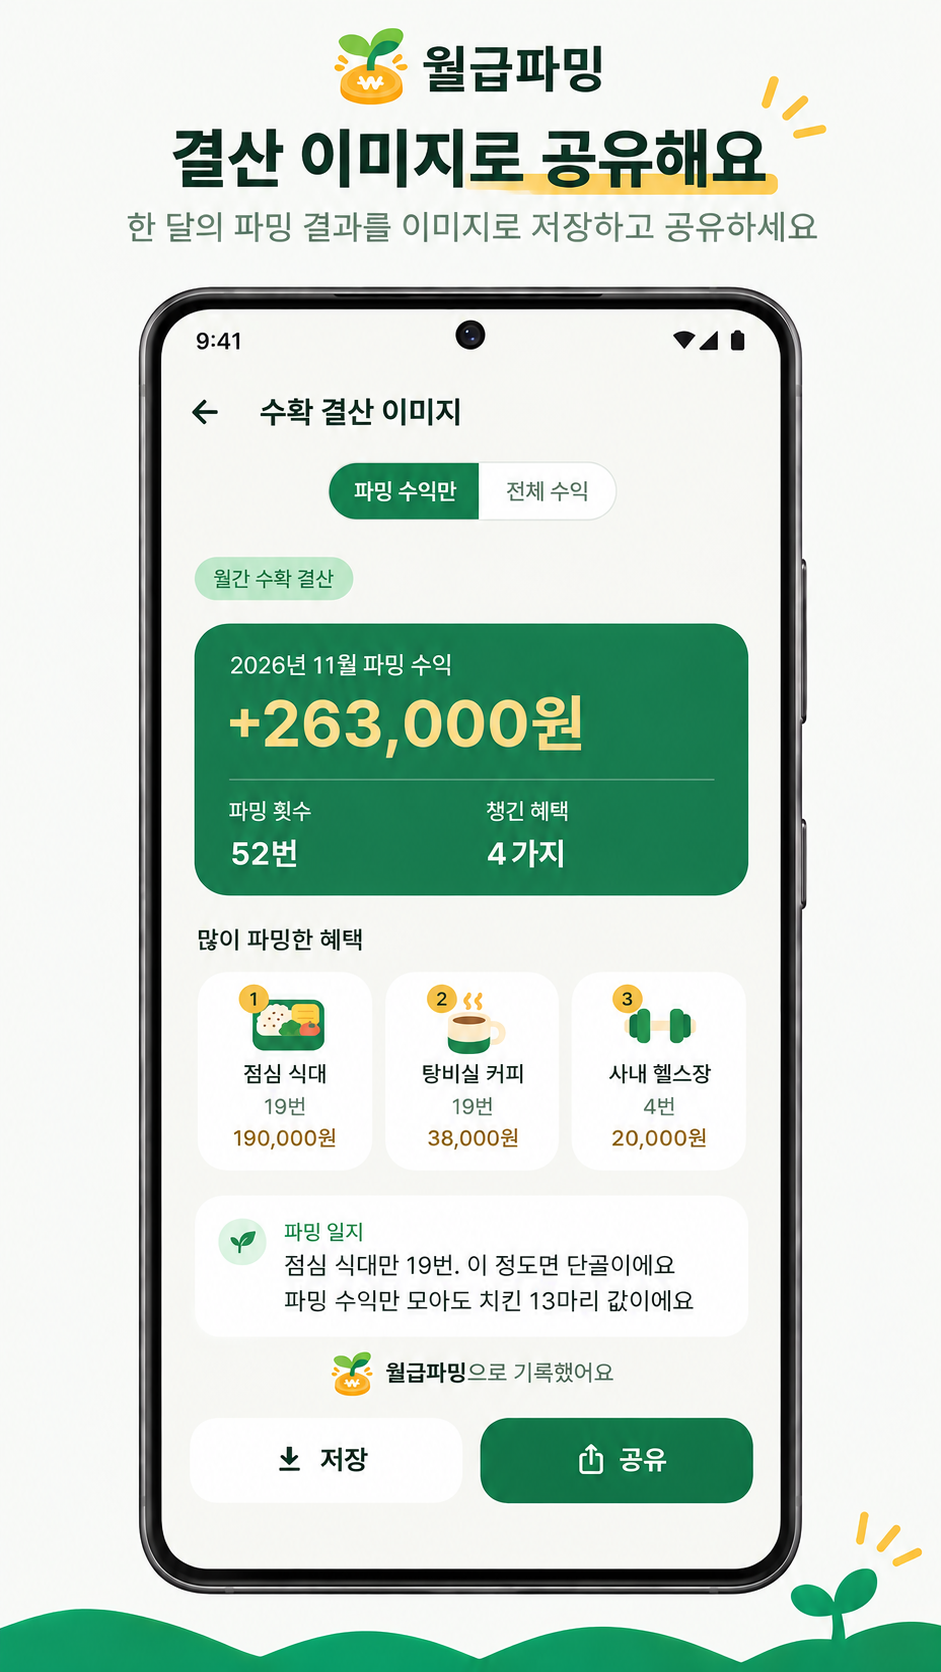 월급파밍
결산 이미지로 공유해요
한 달의 파밍 결과를 이미지로 저장하고 공유하세요
9:41
수확 결산 이미지
파밍 수익만
전체 수익
월간 수확 결산
2026년 11월 파밍 수익
+263,000원
파밍 횟수
챙긴 혜택
52번
4가지
많이 파밍한 혜택
1
2
3
점심 식대
탕비실 커피
사내 헬스장
19번
19번
4번
190,000원
38,000원
20,000원
파밍 일지
점심 식대만 19번. 이 정도면 단골이에요
파밍 수익만 모아도 치킨 13마리 값이에요
월급파밍으로 기록했어요
저장
공유